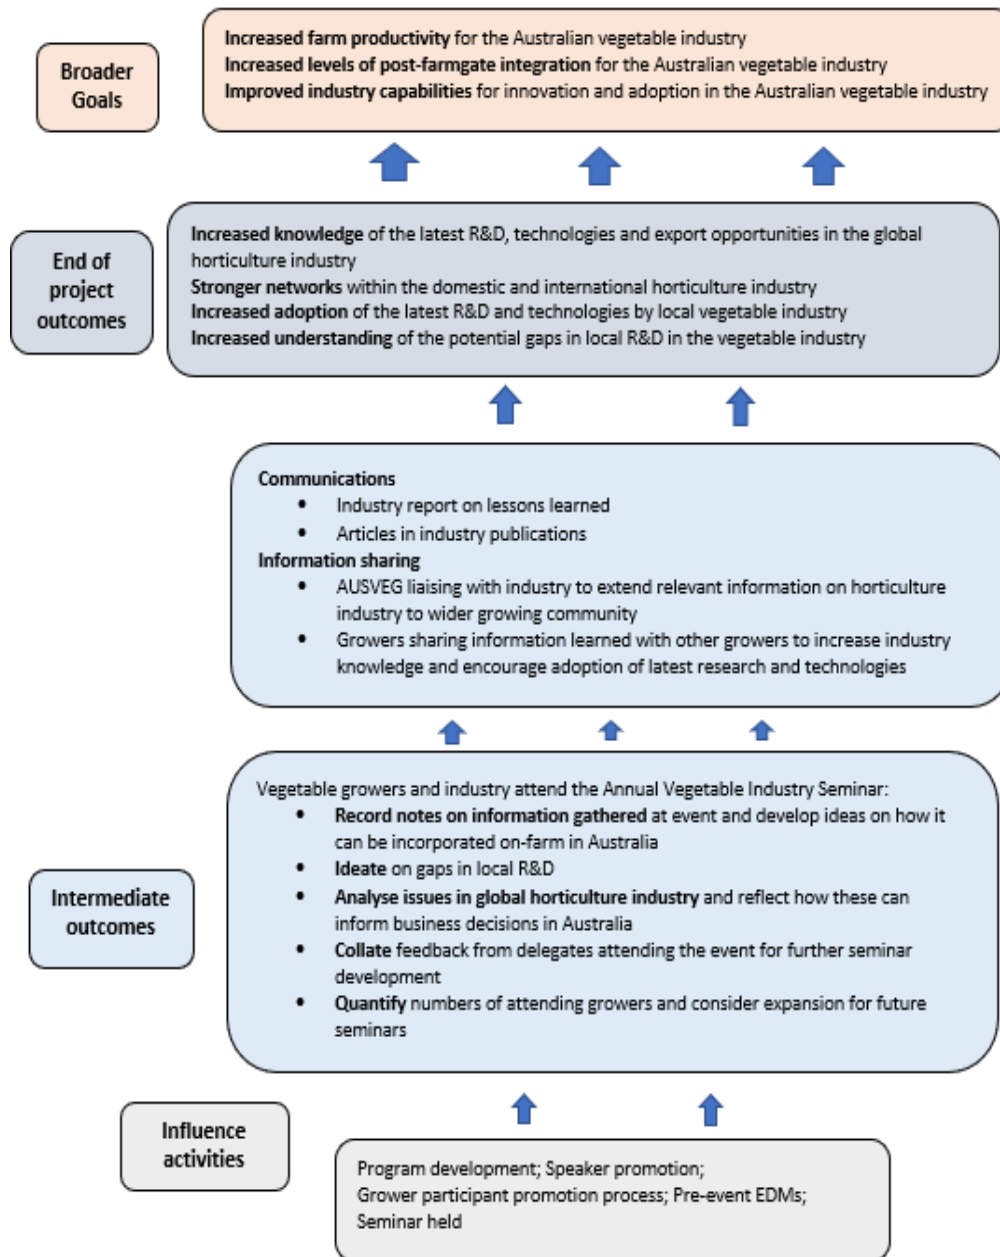 Broader
Goals
Increased farm productivity for the Australian vegetable industry
Increased levels of post-farmgate integration for the Australian vegetable industry
Improved industry capabilities for innovation and adoption in the Australian vegetable industry
End of
project
outcomes
Increased knowledge of the latest R&D, technologies and export opportunities in the global
horticulture industry
Stronger networks within the domestic and international horticulture industry
Increased adoption of the latest R&D and technologies by local vegetable industry
Increased understanding of the potential gaps in local R&D in the vegetable industry
Communications
• Industry report on lessons learned
• Articles in industry publications
Information sharing
• AUSVEG liaising with industry to extend relevant information on horticulture
industry to wider growing community
• Growers sharing information learned with other growers to increase industry
knowledge and encourage adoption of latest research and technologies
Intermediate
outcomes
Vegetable growers and industry attend the Annual Vegetable Industry Seminar:
• Record notes on information gathered at event and develop ideas on how it
can be incorporated on-farm in Australia
• Ideate on gaps in local R&D
• Analyse issues in global horticulture industry and reflect how these can
inform business decisions in Australia
• Collate feedback from delegates attending the event for further seminar
development
• Quantify numbers of attending growers and consider expansion for future
seminars
Influence
activities
Program development; Speaker promotion;
Grower participant promotion process; Pre-event EDMs;
Seminar held